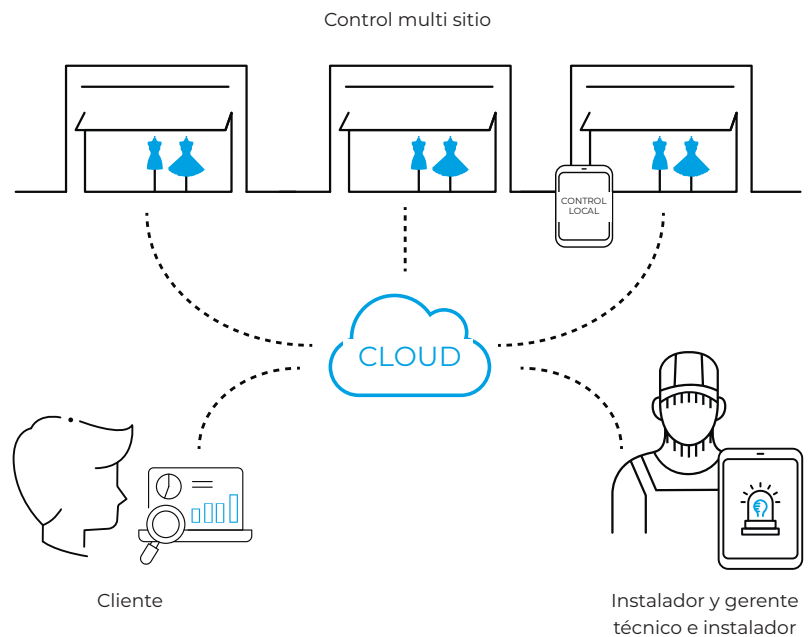 Control multi sitio
CONTROL
LOCAL
CLOUD
Cliente
Instalador y gerente
técnico e instalador